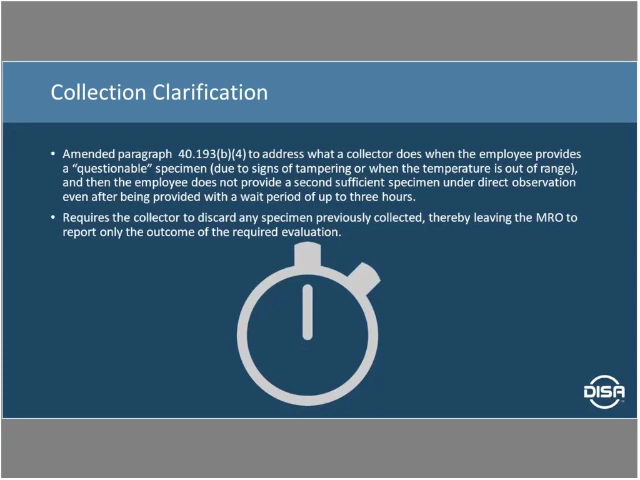 Collection Clarification
• Amended paragraph 40.193(b)(4) to address what a collector does when the employee provides
a “questionable” specimen (due to signs of tampering or when the temperature is out of range),
and then the employee does not provide a second sufficient specimen under direct observation
even after being provided with a wait period of up to three hours.
• Requires the collector to discard any specimen previously collected, thereby leaving the MRO to
report only the outcome of the required evaluation.
DISA